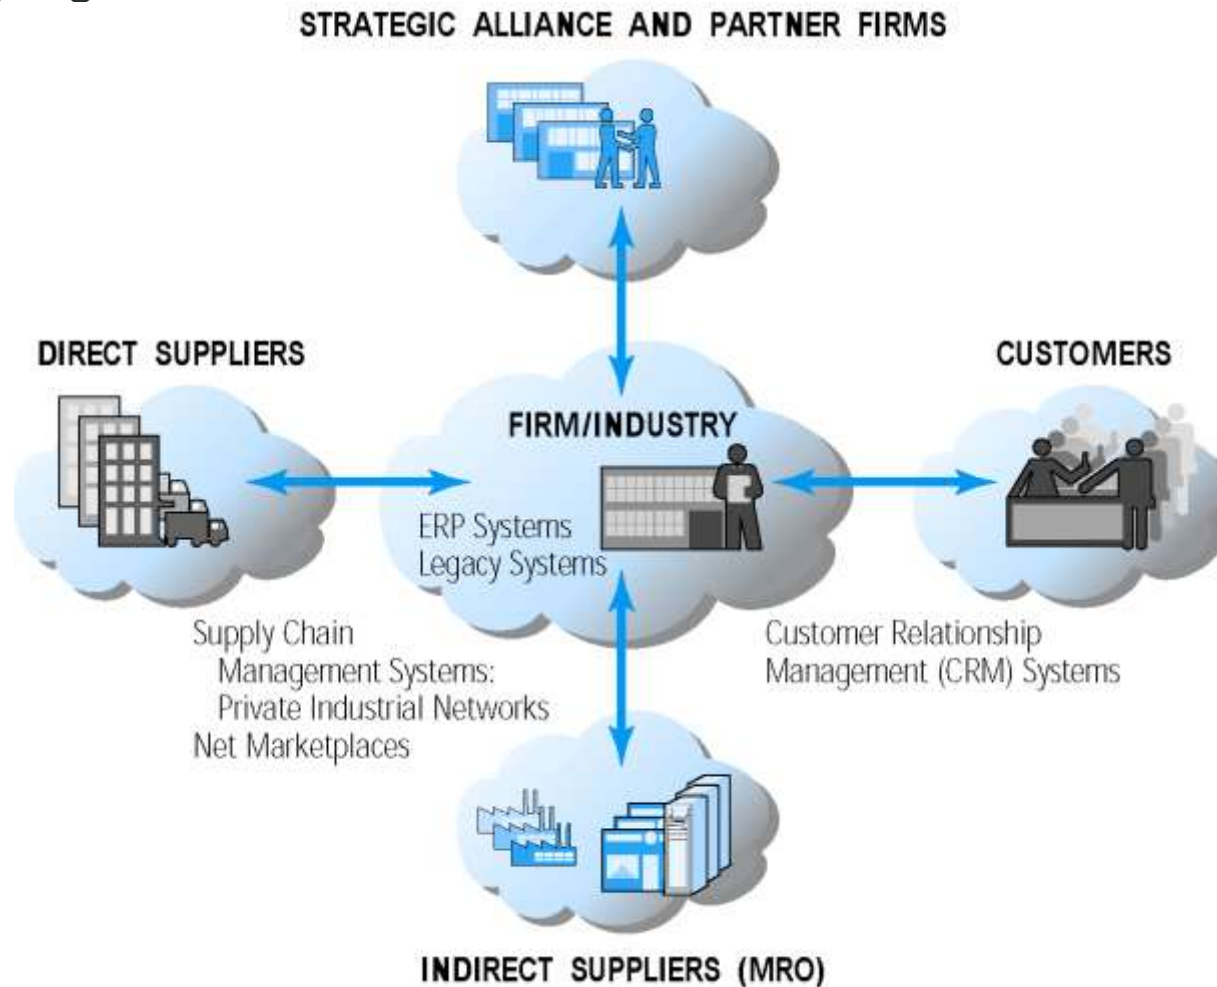 STRATEGIC ALLIANCE AND PARTNER FIRMS
DIRECT SUPPLIERS
CUSTOMERS
FIRM/INDUSTRY
ERP Systems
Legacy Systems
Supply Chain
Management Systems:
Private Industrial Networks
Net Marketplaces
Customer Relationship
Management (CRM) Systems
INDIRECT SUPPLIERS (MRO)